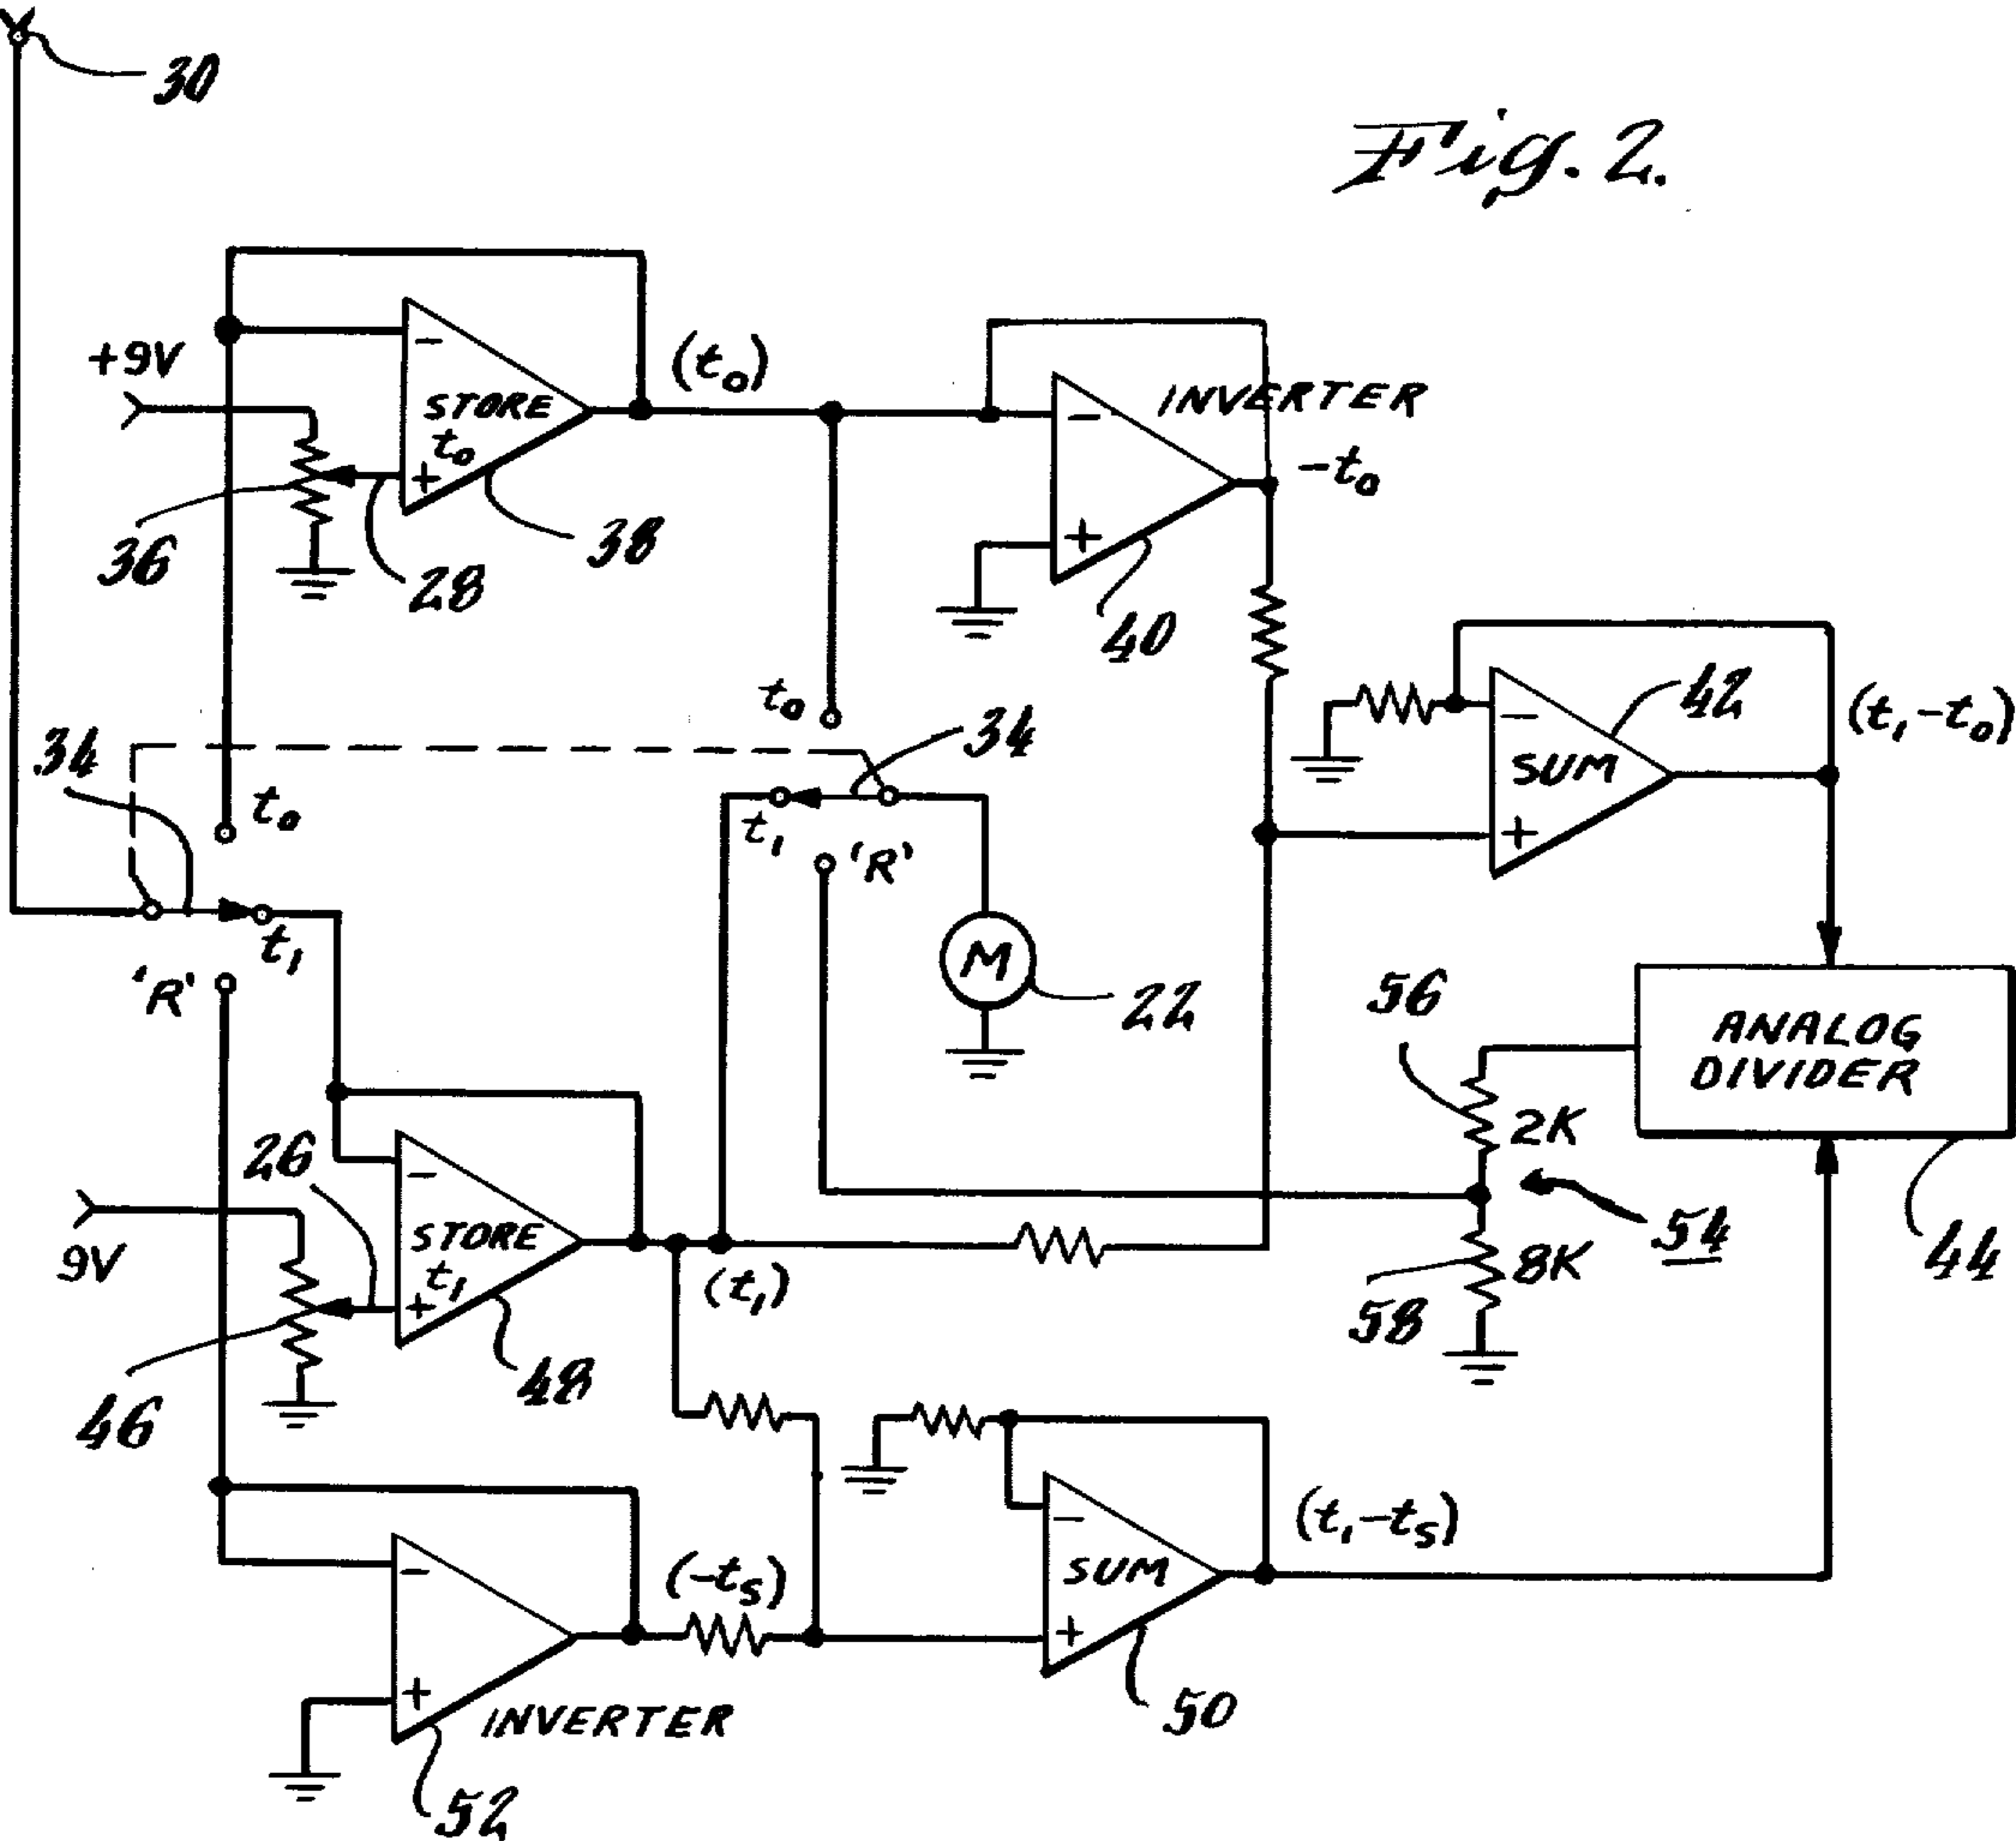 30
Fig. 2.
+9V
−
STORE
t₀
+
(t₀)
−
INVERTER
+
−t₀
36
28
38
40
t₀
34
42
−
SUM
+
(t₁−t₀)
34
t₀
t₁
'R'
t₁
'R'
M
22
56
ANALOG
DIVIDER
2K
54
44
26
9V
−
STORE
t₁
+
(t₁)
8K
58
46
48
(−tₛ)
−
+
INVERTER
52
−
SUM
+
(t₁−tₛ)
50